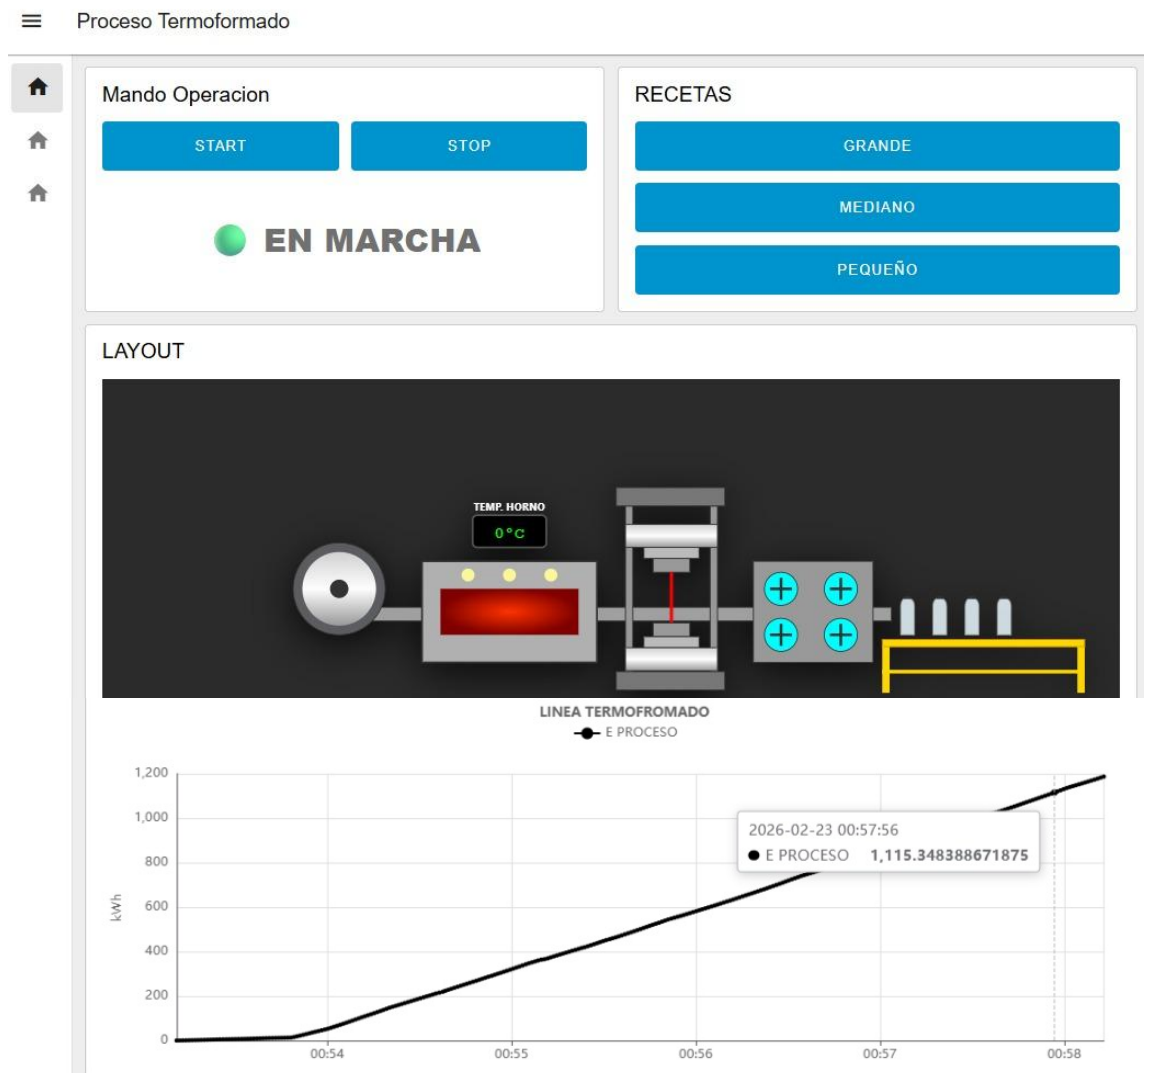 Proceso Termoformado
Mando Operacion
START
STOP
EN MARCHA
RECETAS
GRANDE
MEDIANO
PEQUEÑO
LAYOUT
TEMP. HORNO
0°C
LINEA TERMOFROMADO
E PROCESO
1,200
1,000
800
600
400
200
0
kWh
2026-02-23 00:57:56
E PROCESO 1,115.348388671875
00:54
00:55
00:56
00:57
00:58